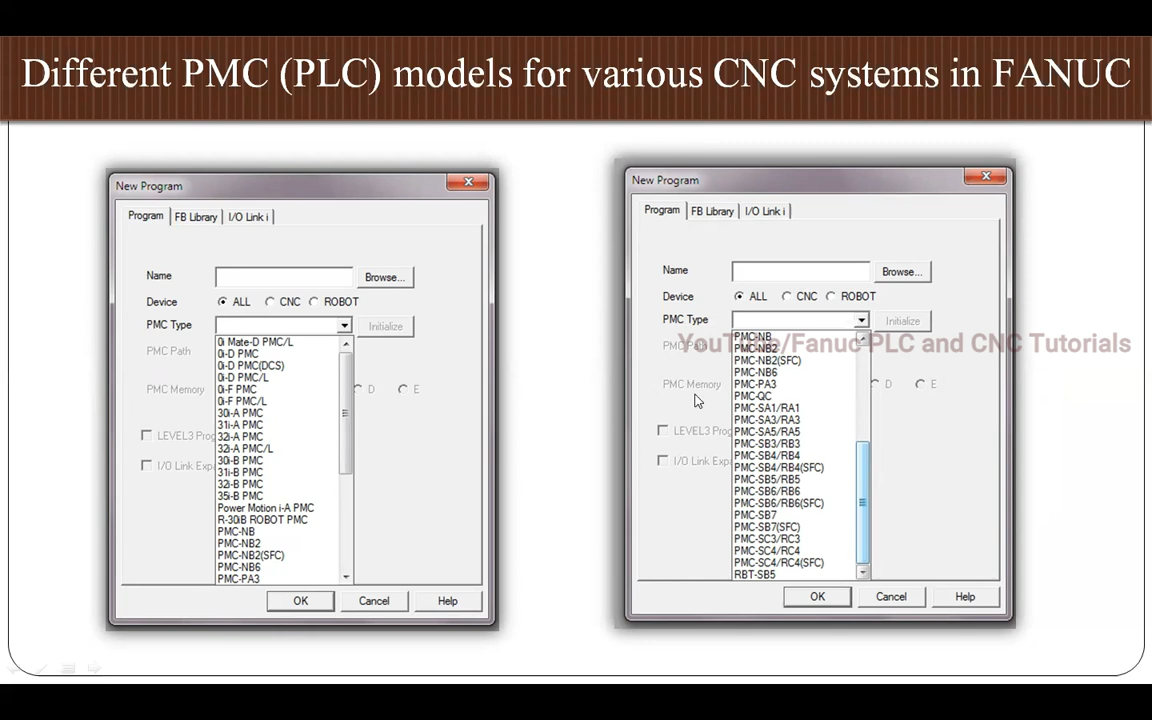 Different PMC (PLC) models for various CNC systems in FANUC
New Program
Program
FB Library
I/O Link i
Name
Browse...
Device
ALL
CNC
ROBOT
PMC Type
Initialize
PMC Path
PMC Memory
D
E
LEVEL3 Prog
I/O Link Expa
0i Mate-D PMC/L
0i-D PMC
0i-D PMC(DCS)
0i-D PMC/L
0i-F PMC
0i-F PMC/L
30i-A PMC
31i-A PMC
32i-A PMC
32i-A PMC/L
30i-B PMC
31i-B PMC
32i-B PMC
35i-B PMC
Power Motion i-A PMC
R-30iB ROBOT PMC
PMC-NB
PMC-NB2
PMC-NB2(SFC)
PMC-NB6
PMC-PA3
OK
Cancel
Help
New Program
Program
FB Library
I/O Link i
Name
Browse...
Device
ALL
CNC
ROBOT
PMC Type
Initialize
YouTube/Fanuc PLC and CNC Tutorials
PMC Memory
D
E
LEVEL3 Prog
I/O Link Expa
PMC-NB
PMC-NB2
PMC-NB2(SFC)
PMC-NB6
PMC-PA3
PMC-QC
PMC-SA1/RA1
PMC-SA3/RA3
PMC-SA5/RA5
PMC-SB3/RB3
PMC-SB4/RB4
PMC-SB4/RB4(SFC)
PMC-SB5/RB5
PMC-SB6/RB6
PMC-SB6/RB6(SFC)
PMC-SB7
PMC-SB7(SFC)
PMC-SC3/RC3
PMC-SC4/RC4
PMC-SC4/RC4(SFC)
RBT-SB5
OK
Cancel
Help